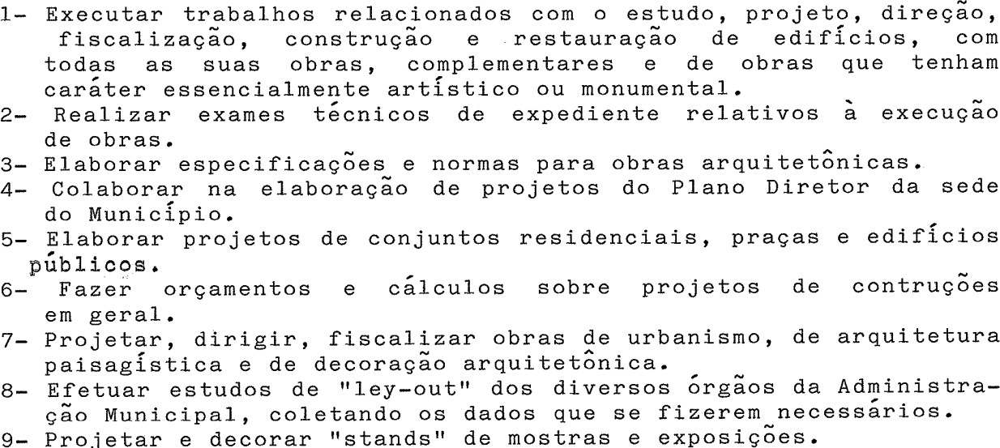 1- Executar trabalhos relacionados com o estudo, projeto, direção,
fiscalização, construção e restauração de edifícios, com
todas as suas obras, complementares e de obras que tenham
caráter essencialmente artístico ou monumental.
2- Realizar exames técnicos de expediente relativos à execução
de obras.
3- Elaborar especificações e normas para obras arquitetônicas.
4- Colaborar na elaboração de projetos do Plano Diretor da sede
do Município.
5- Elaborar projetos de conjuntos residenciais, praças e edifícios
públicos.
6- Fazer orçamentos e cálculos sobre projetos de contruções
em geral.
7- Projetar, dirigir, fiscalizar obras de urbanismo, de arquitetura
paisagística e de decoração arquitetônica.
8- Efetuar estudos de "ley-out" dos diversos órgãos da Administra-
ção Municipal, coletando os dados que se fizerem necessários.
9- Projetar e decorar "stands" de mostras e exposições.